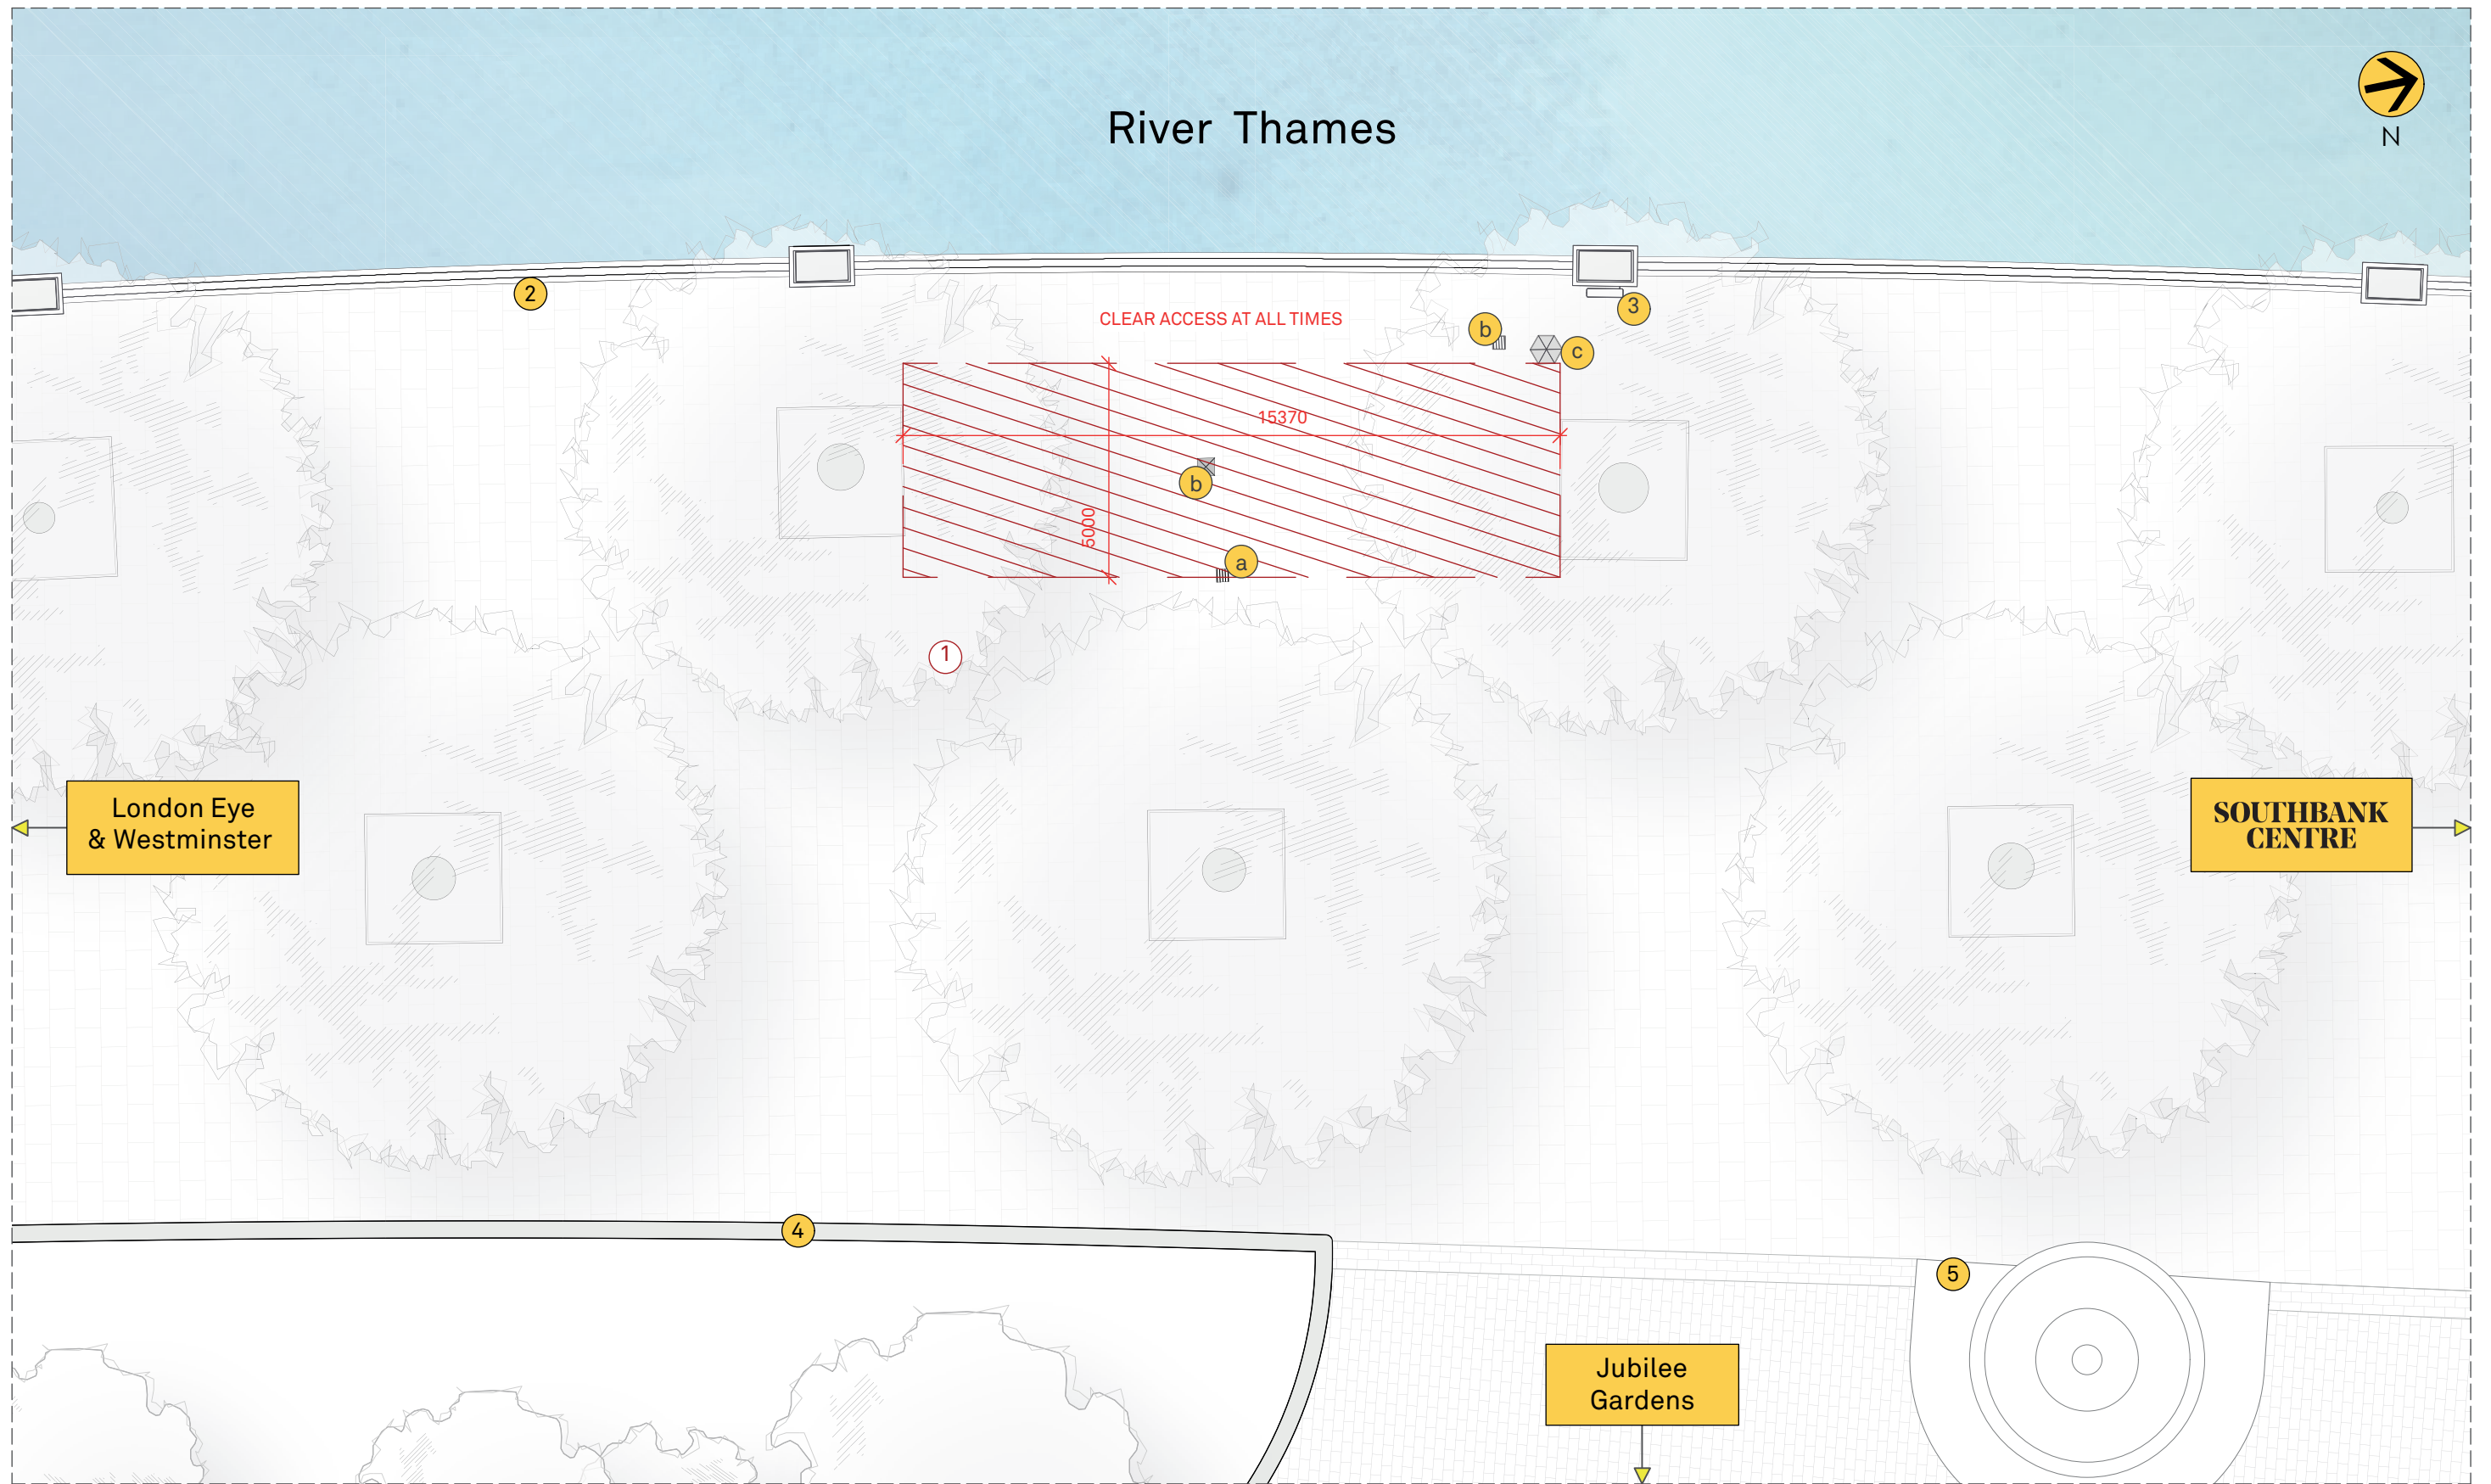 River Thames
N
2
3
CLEAR ACCESS AT ALL TIMES
b
c
15370
b
5000
a
1
London Eye
& Westminster
SOUTHBANK
CENTRE
4
5
Jubilee
Gardens